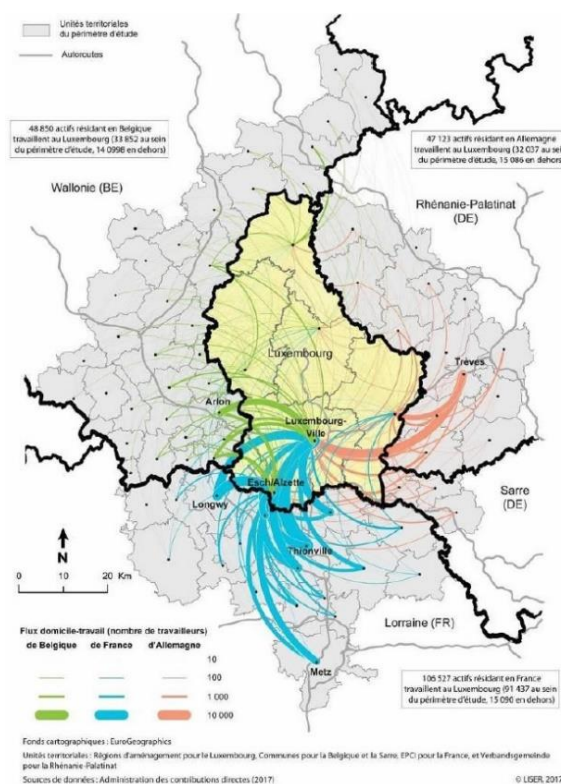 Unités territoriales
du périmètre d'étude
Autoroutes
48 850 actifs résidant en Belgique
travaillent au Luxembourg (33 852 au sein
du périmètre d'étude, 14 0998 en dehors)
47 123 actifs résidant en Allemagne
travaillent au Luxembourg (32 037 au sein
du périmètre d'étude, 15 086 en dehors)
Wallonie (BE)
Rhénanie-Palatinat
(DE)
Luxembourg
Trèves
Arlon
Luxembourg-
Ville
Esch/Alzette
Longwy
Sarre
(DE)
N
Thionville
0 10 20 Km
Lorraine (FR)
Flux domicile-travail (nombre de travailleurs)
de Belgique de France d'Allemagne
10
100
1 000
10 000
Metz
106 527 actifs résidant en France
travaillent au Luxembourg (91 437 au sein
du périmètre d'étude, 15 090 en dehors)
Fonds cartographiques : EuroGeographics
Unités territoriales : Régions d'aménagement pour le Luxembourg, Communes pour la Belgique et la Sarre, EPCI pour la France, et Verbandsgemeinde
pour la Rhénanie-Palatinat
Sources de données : Administration des contributions directes (2017)
© LISER, 2017